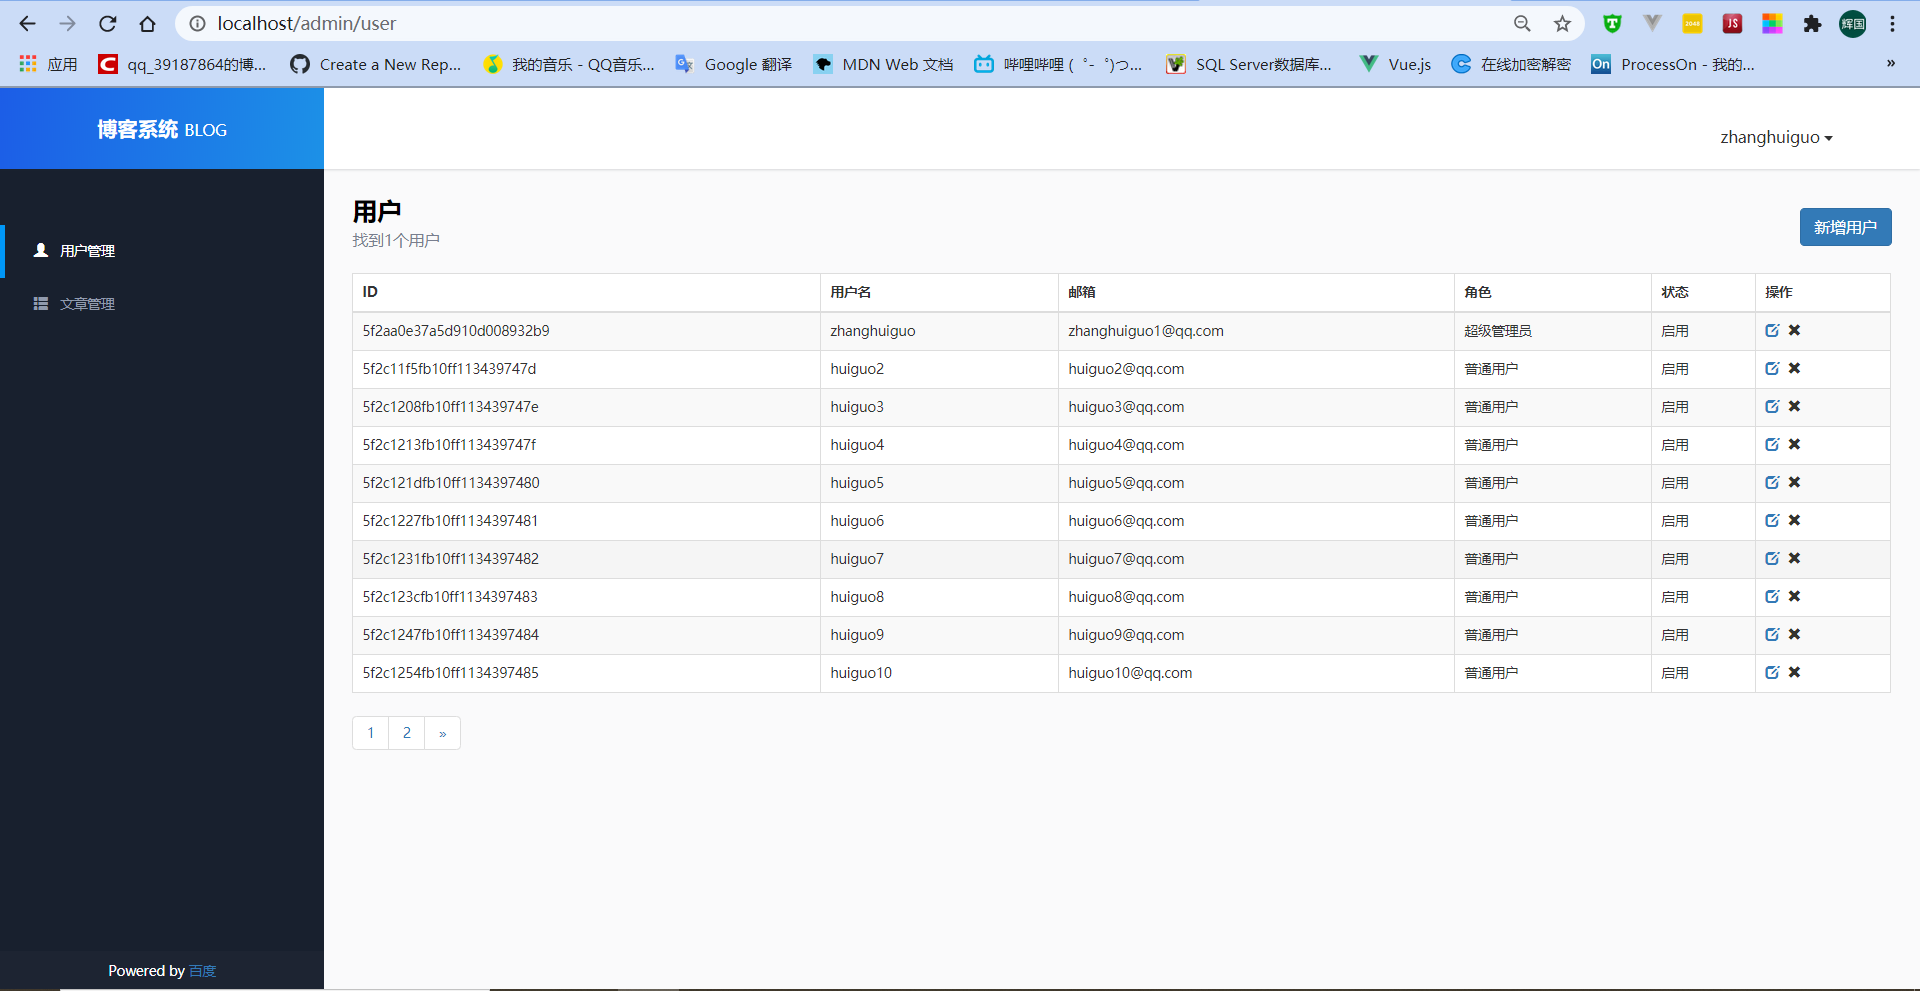 localhost/admin/user
2048
JS
辉国
应用 qq_39187864的博... Create a New Rep... 我的音乐 - QQ音乐... Google 翻译 MDN Web 文档 哔哩哔哩 ( ゜- ゜)つ... SQL Server数据库... Vue.js 在线加密解密 On ProcessOn - 我的... »
博客系统 BLOG
zhanghuiguo
用户管理
文章管理
用户
找到1个用户
新增用户
ID 用户名 邮箱 角色 状态 操作
5f2aa0e37a5d910d008932b9 zhanghuiguo zhanghuiguo1@qq.com 超级管理员 启用
5f2c11f5fb10ff113439747d huiguo2 huiguo2@qq.com 普通用户 启用
5f2c1208fb10ff113439747e huiguo3 huiguo3@qq.com 普通用户 启用
5f2c1213fb10ff113439747f huiguo4 huiguo4@qq.com 普通用户 启用
5f2c121dfb10ff1134397480 huiguo5 huiguo5@qq.com 普通用户 启用
5f2c1227fb10ff1134397481 huiguo6 huiguo6@qq.com 普通用户 启用
5f2c1231fb10ff1134397482 huiguo7 huiguo7@qq.com 普通用户 启用
5f2c123cfb10ff1134397483 huiguo8 huiguo8@qq.com 普通用户 启用
5f2c1247fb10ff1134397484 huiguo9 huiguo9@qq.com 普通用户 启用
5f2c1254fb10ff1134397485 huiguo10 huiguo10@qq.com 普通用户 启用
1 2 »
Powered by 百度